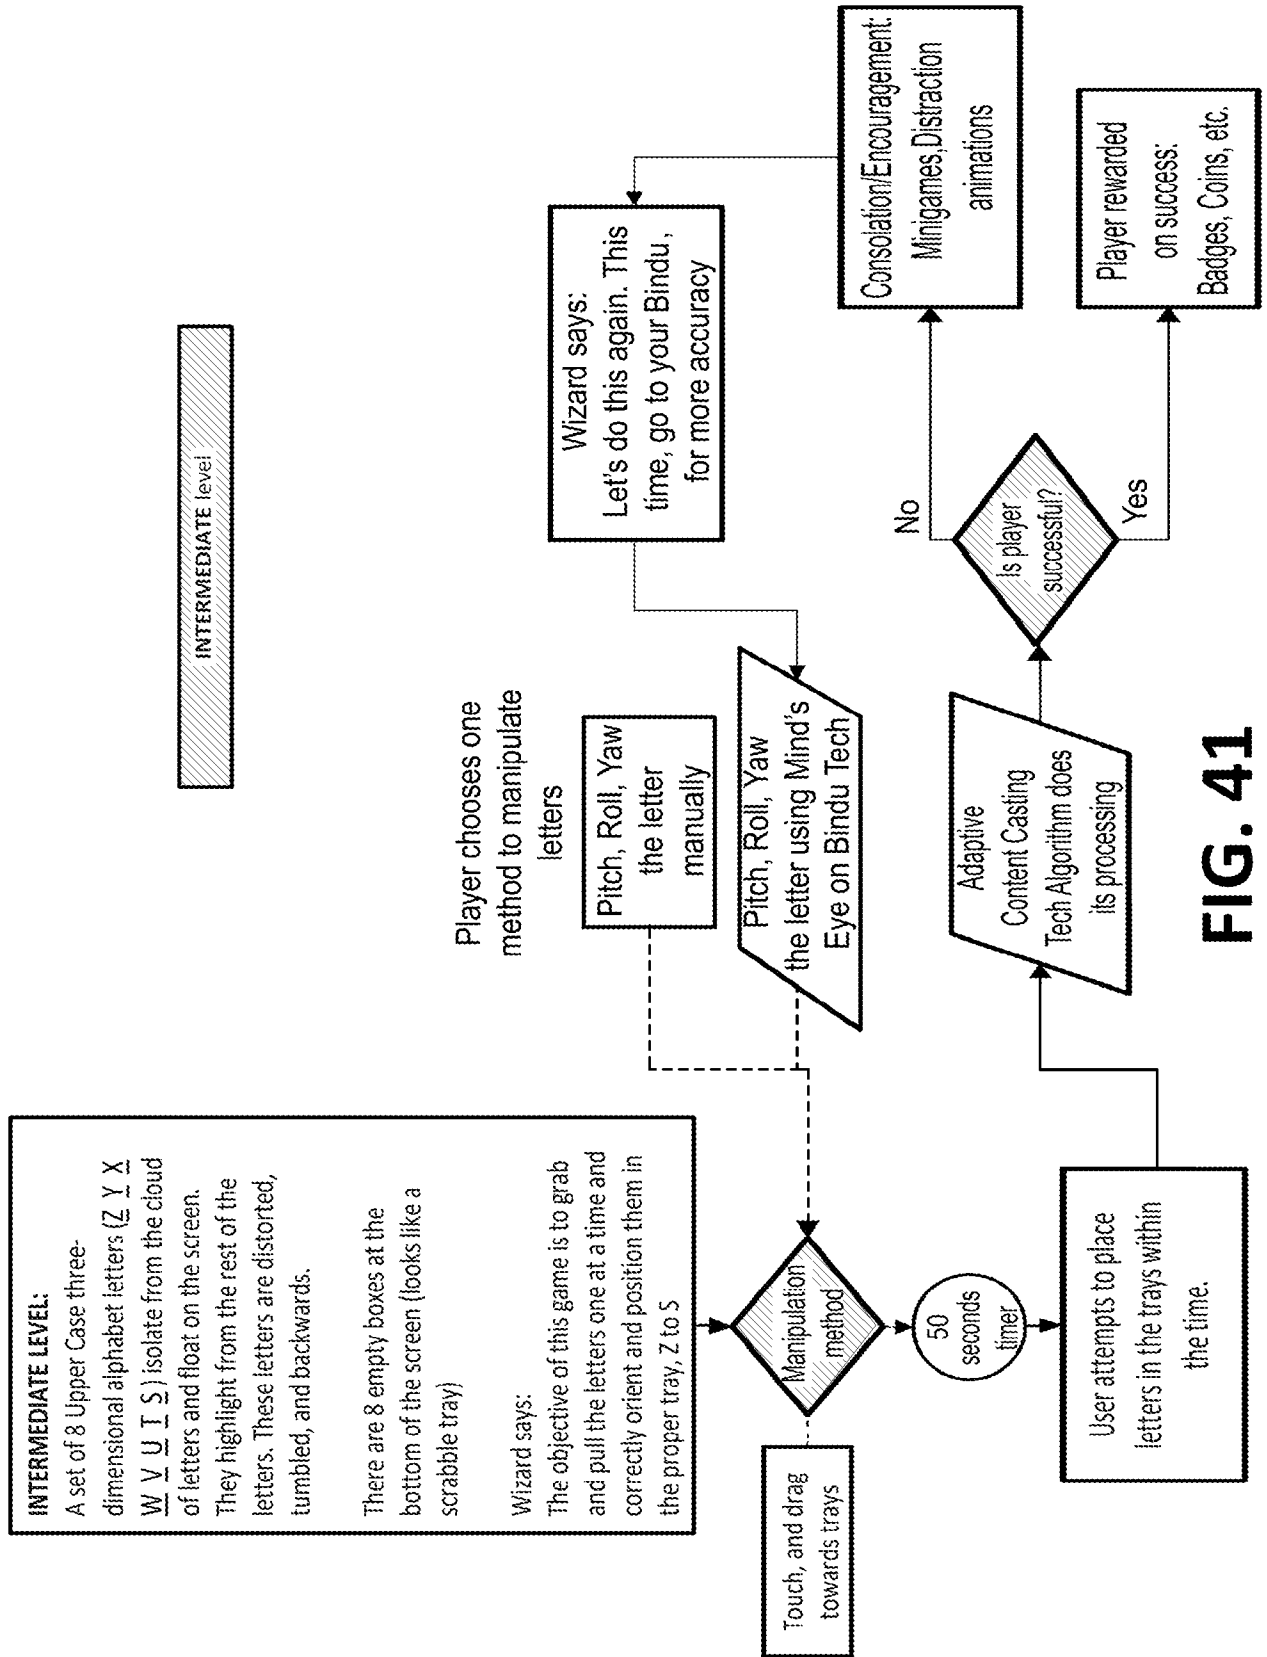 INTERMEDIATE level
INTERMEDIATE LEVEL:
A set of 8 Upper Case three-
dimensional alphabet letters (Z Y X
W V U T S) isolate from the cloud
of letters and float on the screen.
They highlight from the rest of the
letters. These letters are distorted,
tumbled, and backwards.
There are 8 empty boxes at the
bottom of the screen (looks like a
scrabble tray)
Wizard says:
The objective of this game is to grab
and pull the letters one at a time and
correctly orient and position them in
the proper tray, Z to S
Player chooses one
method to manipulate
letters
Pitch, Roll, Yaw
the letter
manually
Pitch, Roll, Yaw
the letter using Mind's
Eye on Bindu Tech
Wizard says:
Let's do this again. This
time, go to your Bindu,
for more accuracy
Touch, and drag
towards trays
Manipulation
method
50
seconds
timer
User attempts to place
letters in the trays within
the time.
Adaptive
Content Casting
Tech Algorithm does
its processing
Is player
successful?
No
Yes
Consolation/Encouragement:
Minigames,Distraction
animations
Player rewarded
on success:
Badges, Coins, etc.
FIG. 41